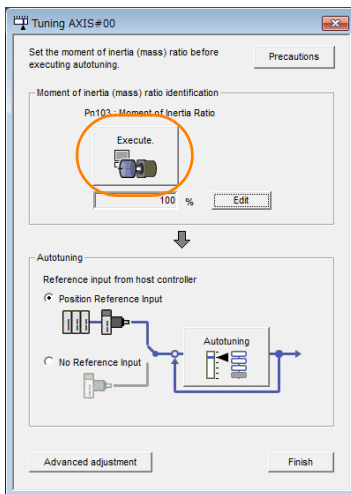 Tuning AXIS#00
Set the moment of inertia (mass) ratio before
executing autotuning.
Precautions
Moment of inertia (mass) ratio identification
Pn103 : Moment of Inertia Ratio
Execute.
100 % Edit
Autotuning
Reference input from host controller
Position Reference Input
Autotuning
No Reference Input
Advanced adjustment
Finish